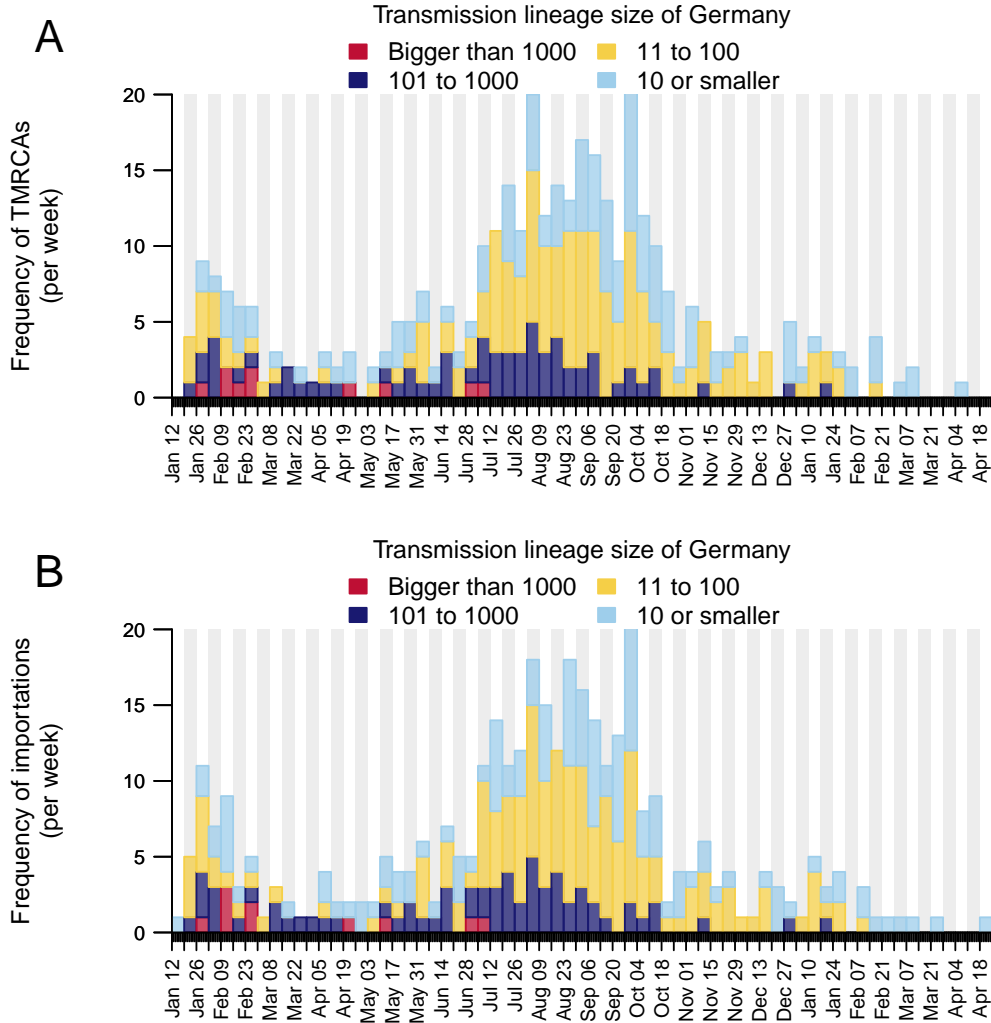 A
Transmission lineage size of Germany
Bigger than 1000
11 to 100
101 to 1000
10 or smaller
Frequency of TMRCAs
(per week)
20
15
10
5
0
Jan 12
Jan 26
Feb 09
Feb 23
Mar 08
Mar 22
Apr 05
Apr 19
May 03
May 17
May 31
Jun 14
Jun 28
Jul 12
Jul 26
Aug 09
Aug 23
Sep 06
Sep 20
Oct 04
Oct 18
Nov 01
Nov 15
Nov 29
Dec 13
Dec 27
Jan 10
Jan 24
Feb 07
Feb 21
Mar 07
Mar 21
Apr 04
Apr 18
B
Transmission lineage size of Germany
Bigger than 1000
11 to 100
101 to 1000
10 or smaller
Frequency of importations
(per week)
20
15
10
5
0
Jan 12
Jan 26
Feb 09
Feb 23
Mar 08
Mar 22
Apr 05
Apr 19
May 03
May 17
May 31
Jun 14
Jun 28
Jul 12
Jul 26
Aug 09
Aug 23
Sep 06
Sep 20
Oct 04
Oct 18
Nov 01
Nov 15
Nov 29
Dec 13
Dec 27
Jan 10
Jan 24
Feb 07
Feb 21
Mar 07
Mar 21
Apr 04
Apr 18